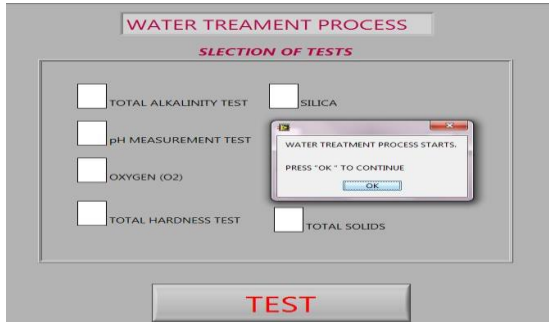 WATER TREAMENT PROCESS
SLECTION OF TESTS
TOTAL ALKALINITY TEST
SILICA
pH MEASUREMENT TEST
WATER TREATMENT PROCESS STARTS.
PRESS "OK " TO CONTINUE
OK
OXYGEN (O2)
TOTAL HARDNESS TEST
TOTAL SOLIDS
TEST